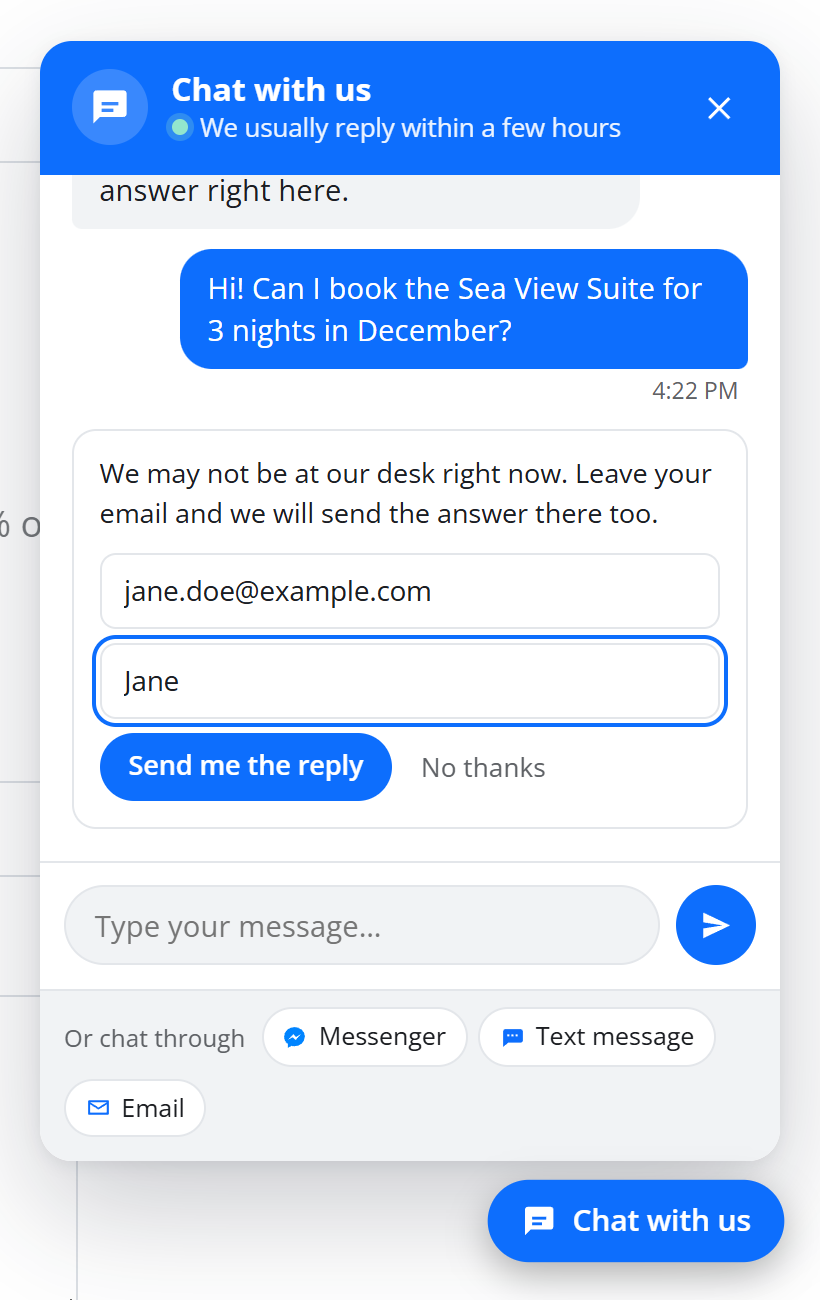 Chat with us
We usually reply within a few hours
answer right here.
Hi! Can I book the Sea View Suite for
3 nights in December?
4:22 PM
We may not be at our desk right now. Leave your
email and we will send the answer there too.
% o
jane.doe@example.com
Jane
Send me the reply No thanks
Type your message...
Or chat through Messenger Text message
Email
Chat with us